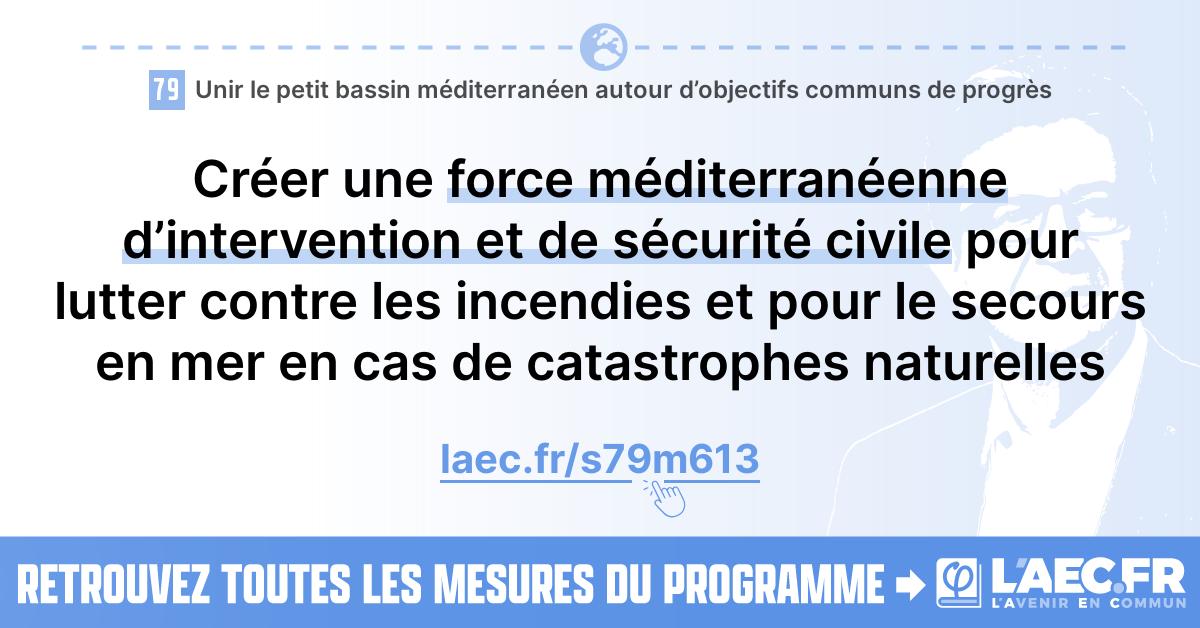 79 Unir le petit bassin méditerranéen autour d’objectifs communs de progrès
Créer une force méditerranéenne
d’intervention et de sécurité civile pour
lutter contre les incendies et pour le secours
en mer en cas de catastrophes naturelles
laec.fr/s79m613
RETROUVEZ TOUTES LES MESURES DU PROGRAMME
φ L'AEC.FR
L'AVENIR EN COMMUN